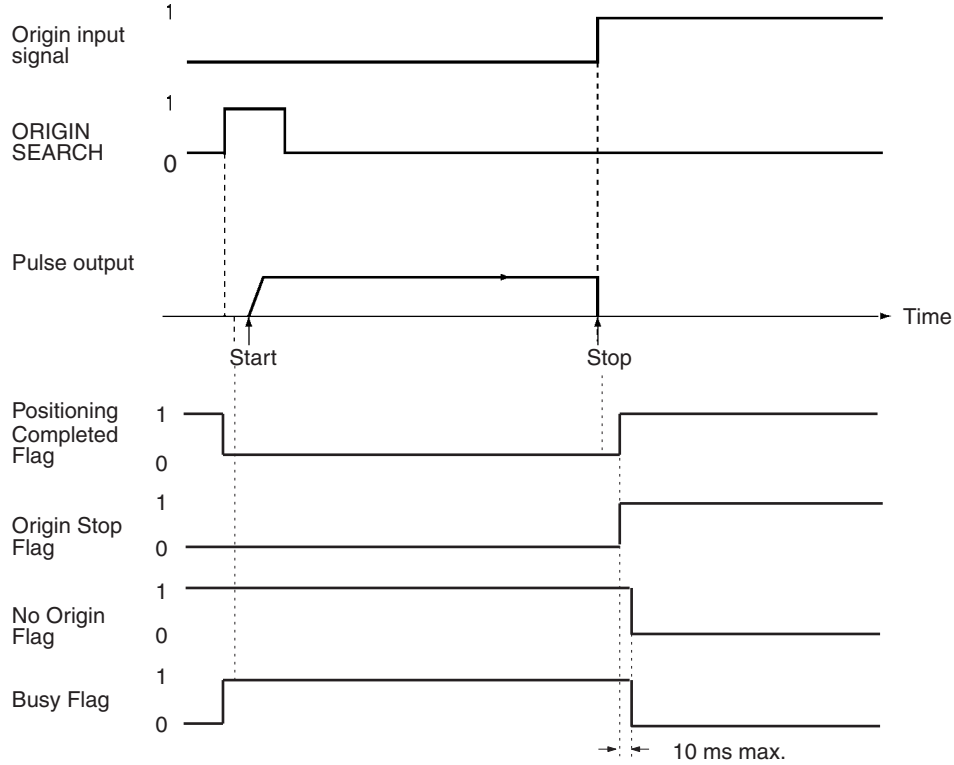 1
Origin input
signal
1
ORIGIN
SEARCH
0
Pulse output
Time
Start
Stop
Positioning
Completed
Flag
1
0
1
Origin Stop
Flag
0
1
No Origin
Flag
0
1
Busy Flag
0
10 ms max.